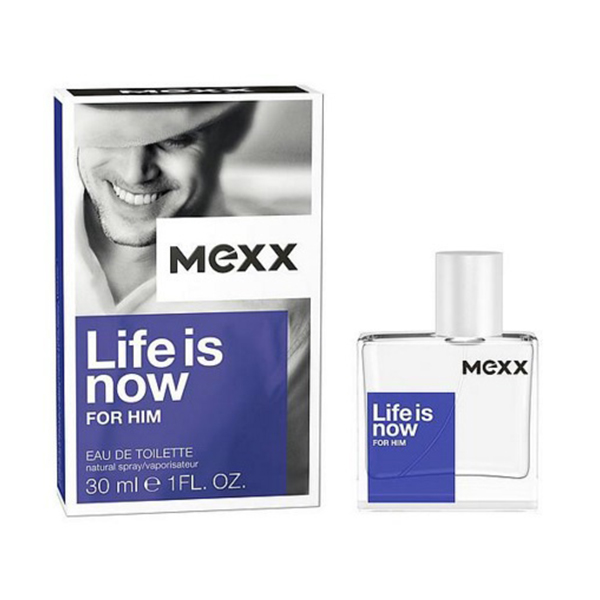 MEXX
MEXX
Life is
now
FOR HIM
EAU DE TOILETTE
natural spray/vaporisateur
30 ml e 1FL. OZ.
MEXX
Life is
now
FOR HIM